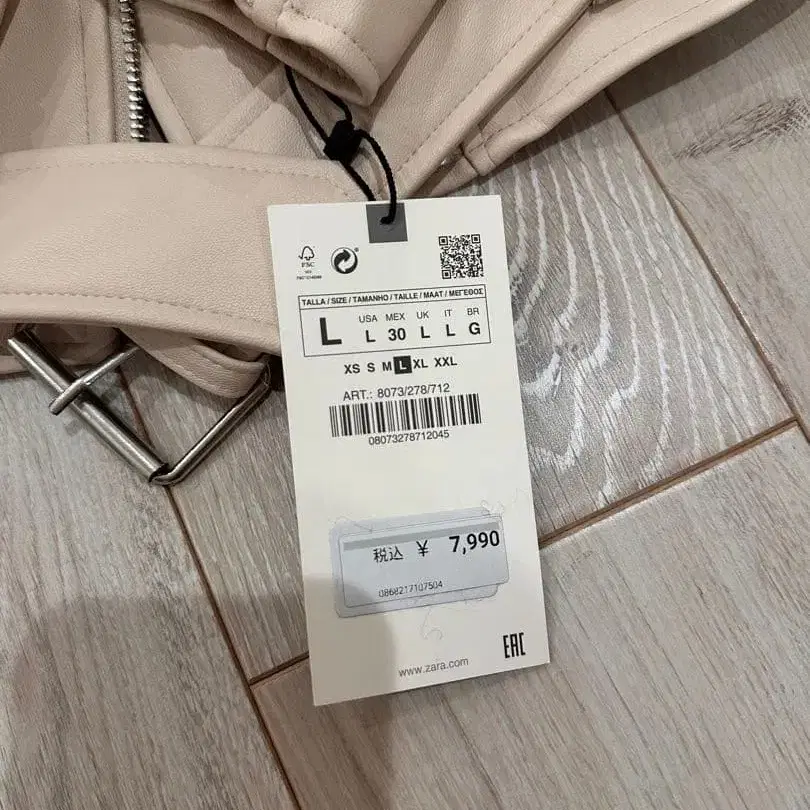 FSC
TALLA / SIZE / TAMANHO / TAILLE / MAAT / ΜΕΓΕΘΟΣ
USA MEX UK IT BR
L L 30 L L G
XS S M L XL XXL
ART.: 8073/278/712
08073278712045
税込 ¥ 7,990
0868217107504
www.zara.com
EAC